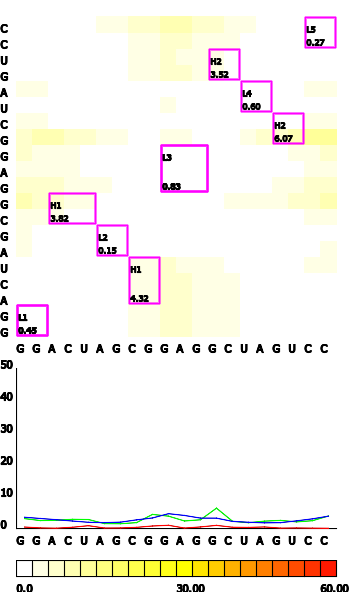 C
C
U
G
A
U
C
G
G
A
G
G
C
G
A
U
C
A
G
G
L5
0.27
H2
3.52
L4
0.60
H2
6.07
L3
0.83
H1
3.82
L2
0.15
H1
4.32
L1
0.45
G G A C U A G C G G A G G C U A G U C C
50
40
30
20
10
0
G G A C U A G C G G A G G C U A G U C C
0.0 30.00 60.00